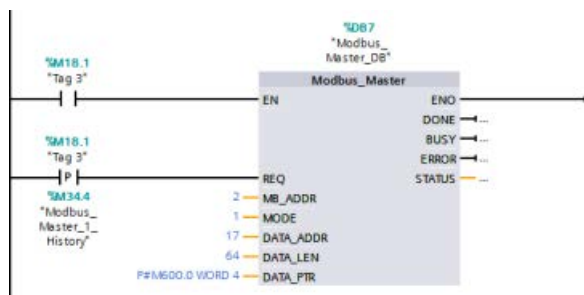 %DB7
"Modbus_
Master_DB"
%M18.1
"Tag 3"
Modbus_Master
EN
ENO
DONE
...
BUSY
...
%M18.1
"Tag 3"
ERROR
...
P
REQ
STATUS
...
%M34.4
"Modbus_
Master_1_
History"
2
MB_ADDR
1
MODE
17
DATA_ADDR
64
DATA_LEN
P#M600.0 WORD 4
DATA_PTR